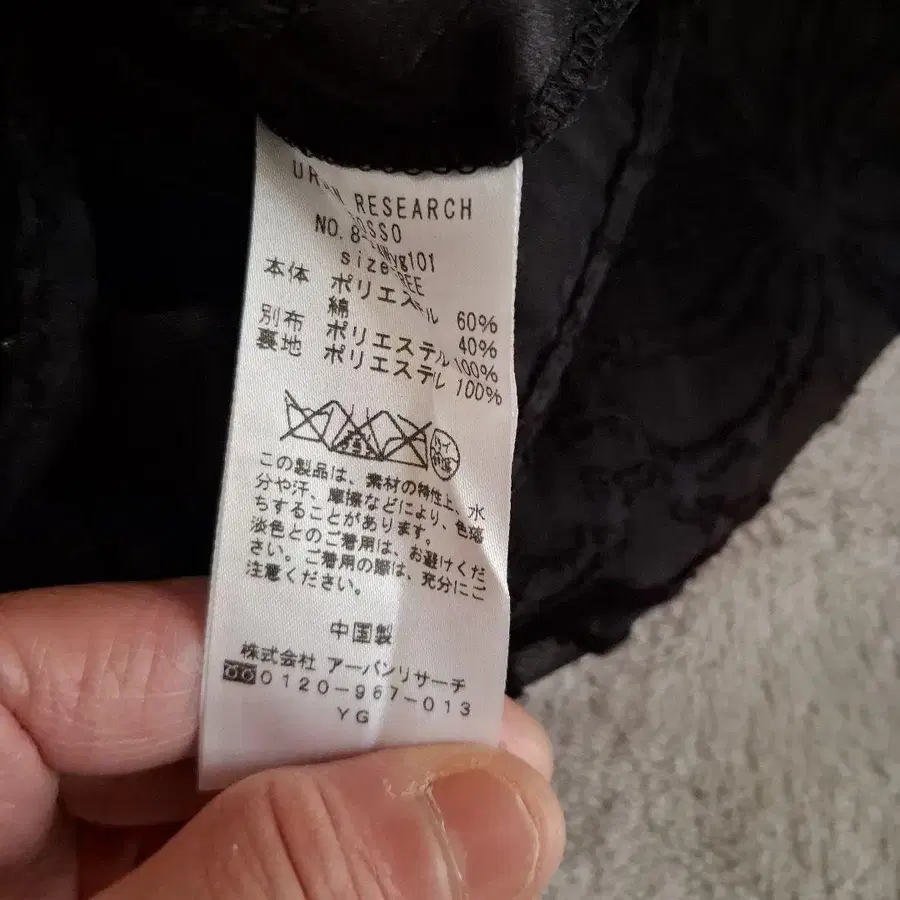 RESEARCH
NO. 8
size
本体 ポリエステル 60%
綿 40%
別布 ポリエステル 100%
裏地 ポリエステル 100%
この製品は、素材の特性上、水
分や汗、摩擦などにより、色落
ちすることがあります。
淡色とのご着用は、お避けくだ
さい。ご着用の際は、充分にご
注意ください。
中国製
株式会社 アーバンリサーチ
0120-967-013
YG